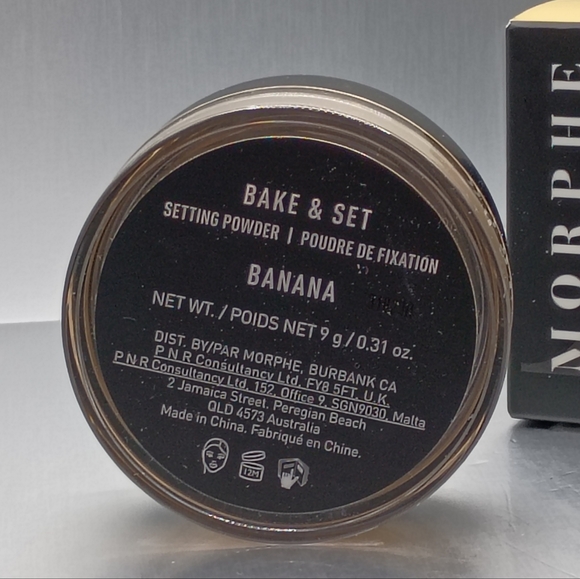 BAKE & SET
SETTING POWDER | POUDRE DE FIXATION
BANANA
NET WT. / POIDS NET 9 g / 0.31 oz.
DIST. BY/PAR MORPHE, BURBANK CA
P N R Consultancy Ltd, FY8 5FT, U.K.
P N R Consultancy Ltd. 152, Office 9, SGN9030, Malta
2 Jamaica Street, Peregian Beach
QLD 4573 Australia
Made in China. Fabriqué en Chine.
12M
MORPHE